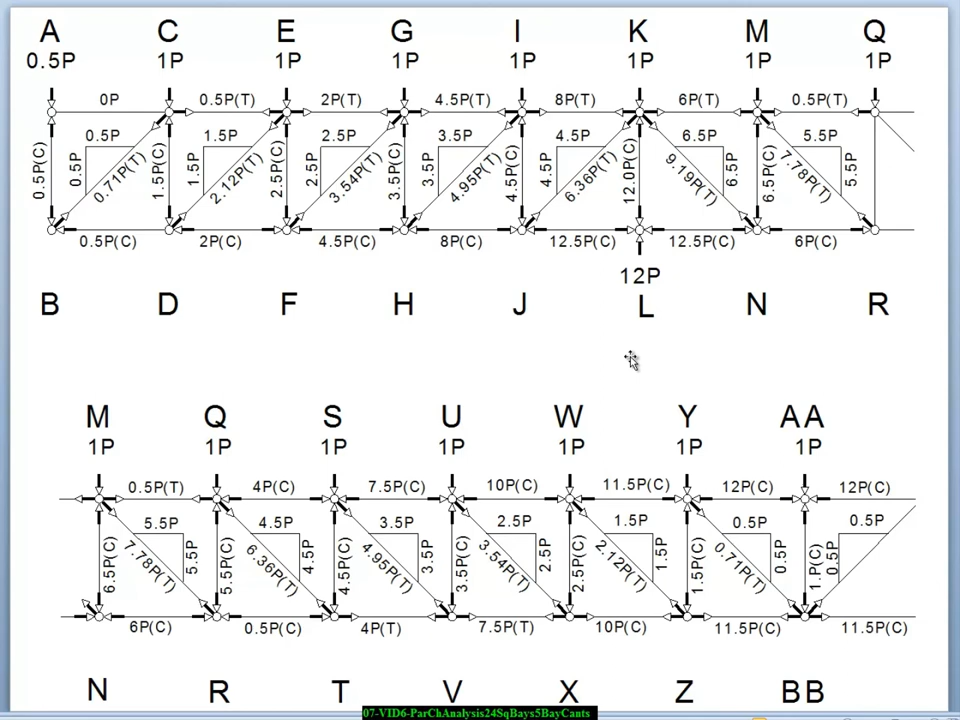 A C E G I K M Q
0.5P 1P 1P 1P 1P 1P 1P 1P
0P 0.5P(T) 2P(T) 4.5P(T) 8P(T) 6P(T) 0.5P(T)
0.5P 1.5P 2.5P 3.5P 4.5P 6.5P 5.5P
0.5P(C) 0.5P 0.71P(T) 1.5P(C) 1.5P 2.12P(T) 2.5P(C) 2.5P 3.54P(T) 3.5P(C) 3.5P 4.95P(T) 4.5P(C) 4.5P 6.36P(T) 12.0P(C) 9.19P(T) 6.5P 6.5P(C) 7.78P(T) 5.5P
0.5P(C) 2P(C) 4.5P(C) 8P(C) 12.5P(C) 12.5P(C) 6P(C)
12P
B D F H J L N R
M Q S U W Y AA
1P 1P 1P 1P 1P 1P 1P
0.5P(T) 4P(C) 7.5P(C) 10P(C) 11.5P(C) 12P(C) 12P(C)
5.5P 4.5P 3.5P 2.5P 1.5P 0.5P 0.5P
6.5P(C) 7.78P(T) 5.5P 5.5P(C) 6.36P(T) 4.5P 4.5P(C) 4.95P(T) 3.5P 3.5P(C) 3.54P(T) 2.5P 2.5P(C) 2.12P(T) 1.5P 1.5P(C) 0.71P(T) 0.5P 1.P(C) 0.5P
6P(C) 0.5P(C) 4P(T) 7.5P(T) 10P(C) 11.5P(C) 11.5P(C)
N R T V X Z BB
07-VID6-ParChAnalysis24SqBays5BayCants